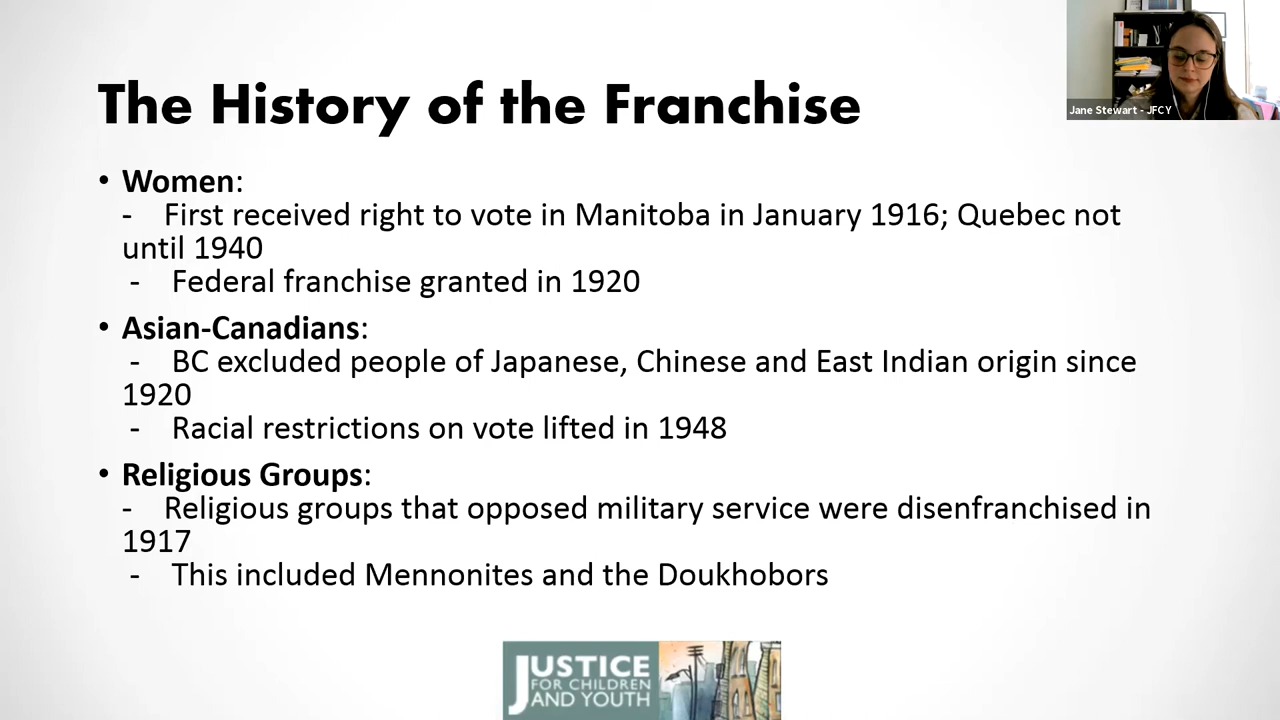 The History of the Franchise
Jane Stewart - JFCY
• Women:
- First received right to vote in Manitoba in January 1916; Quebec not
until 1940
- Federal franchise granted in 1920
• Asian-Canadians:
- BC excluded people of Japanese, Chinese and East Indian origin since
1920
- Racial restrictions on vote lifted in 1948
• Religious Groups:
- Religious groups that opposed military service were disenfranchised in
1917
- This included Mennonites and the Doukhobors
JUSTICE
FOR CHILDREN
AND YOUTH